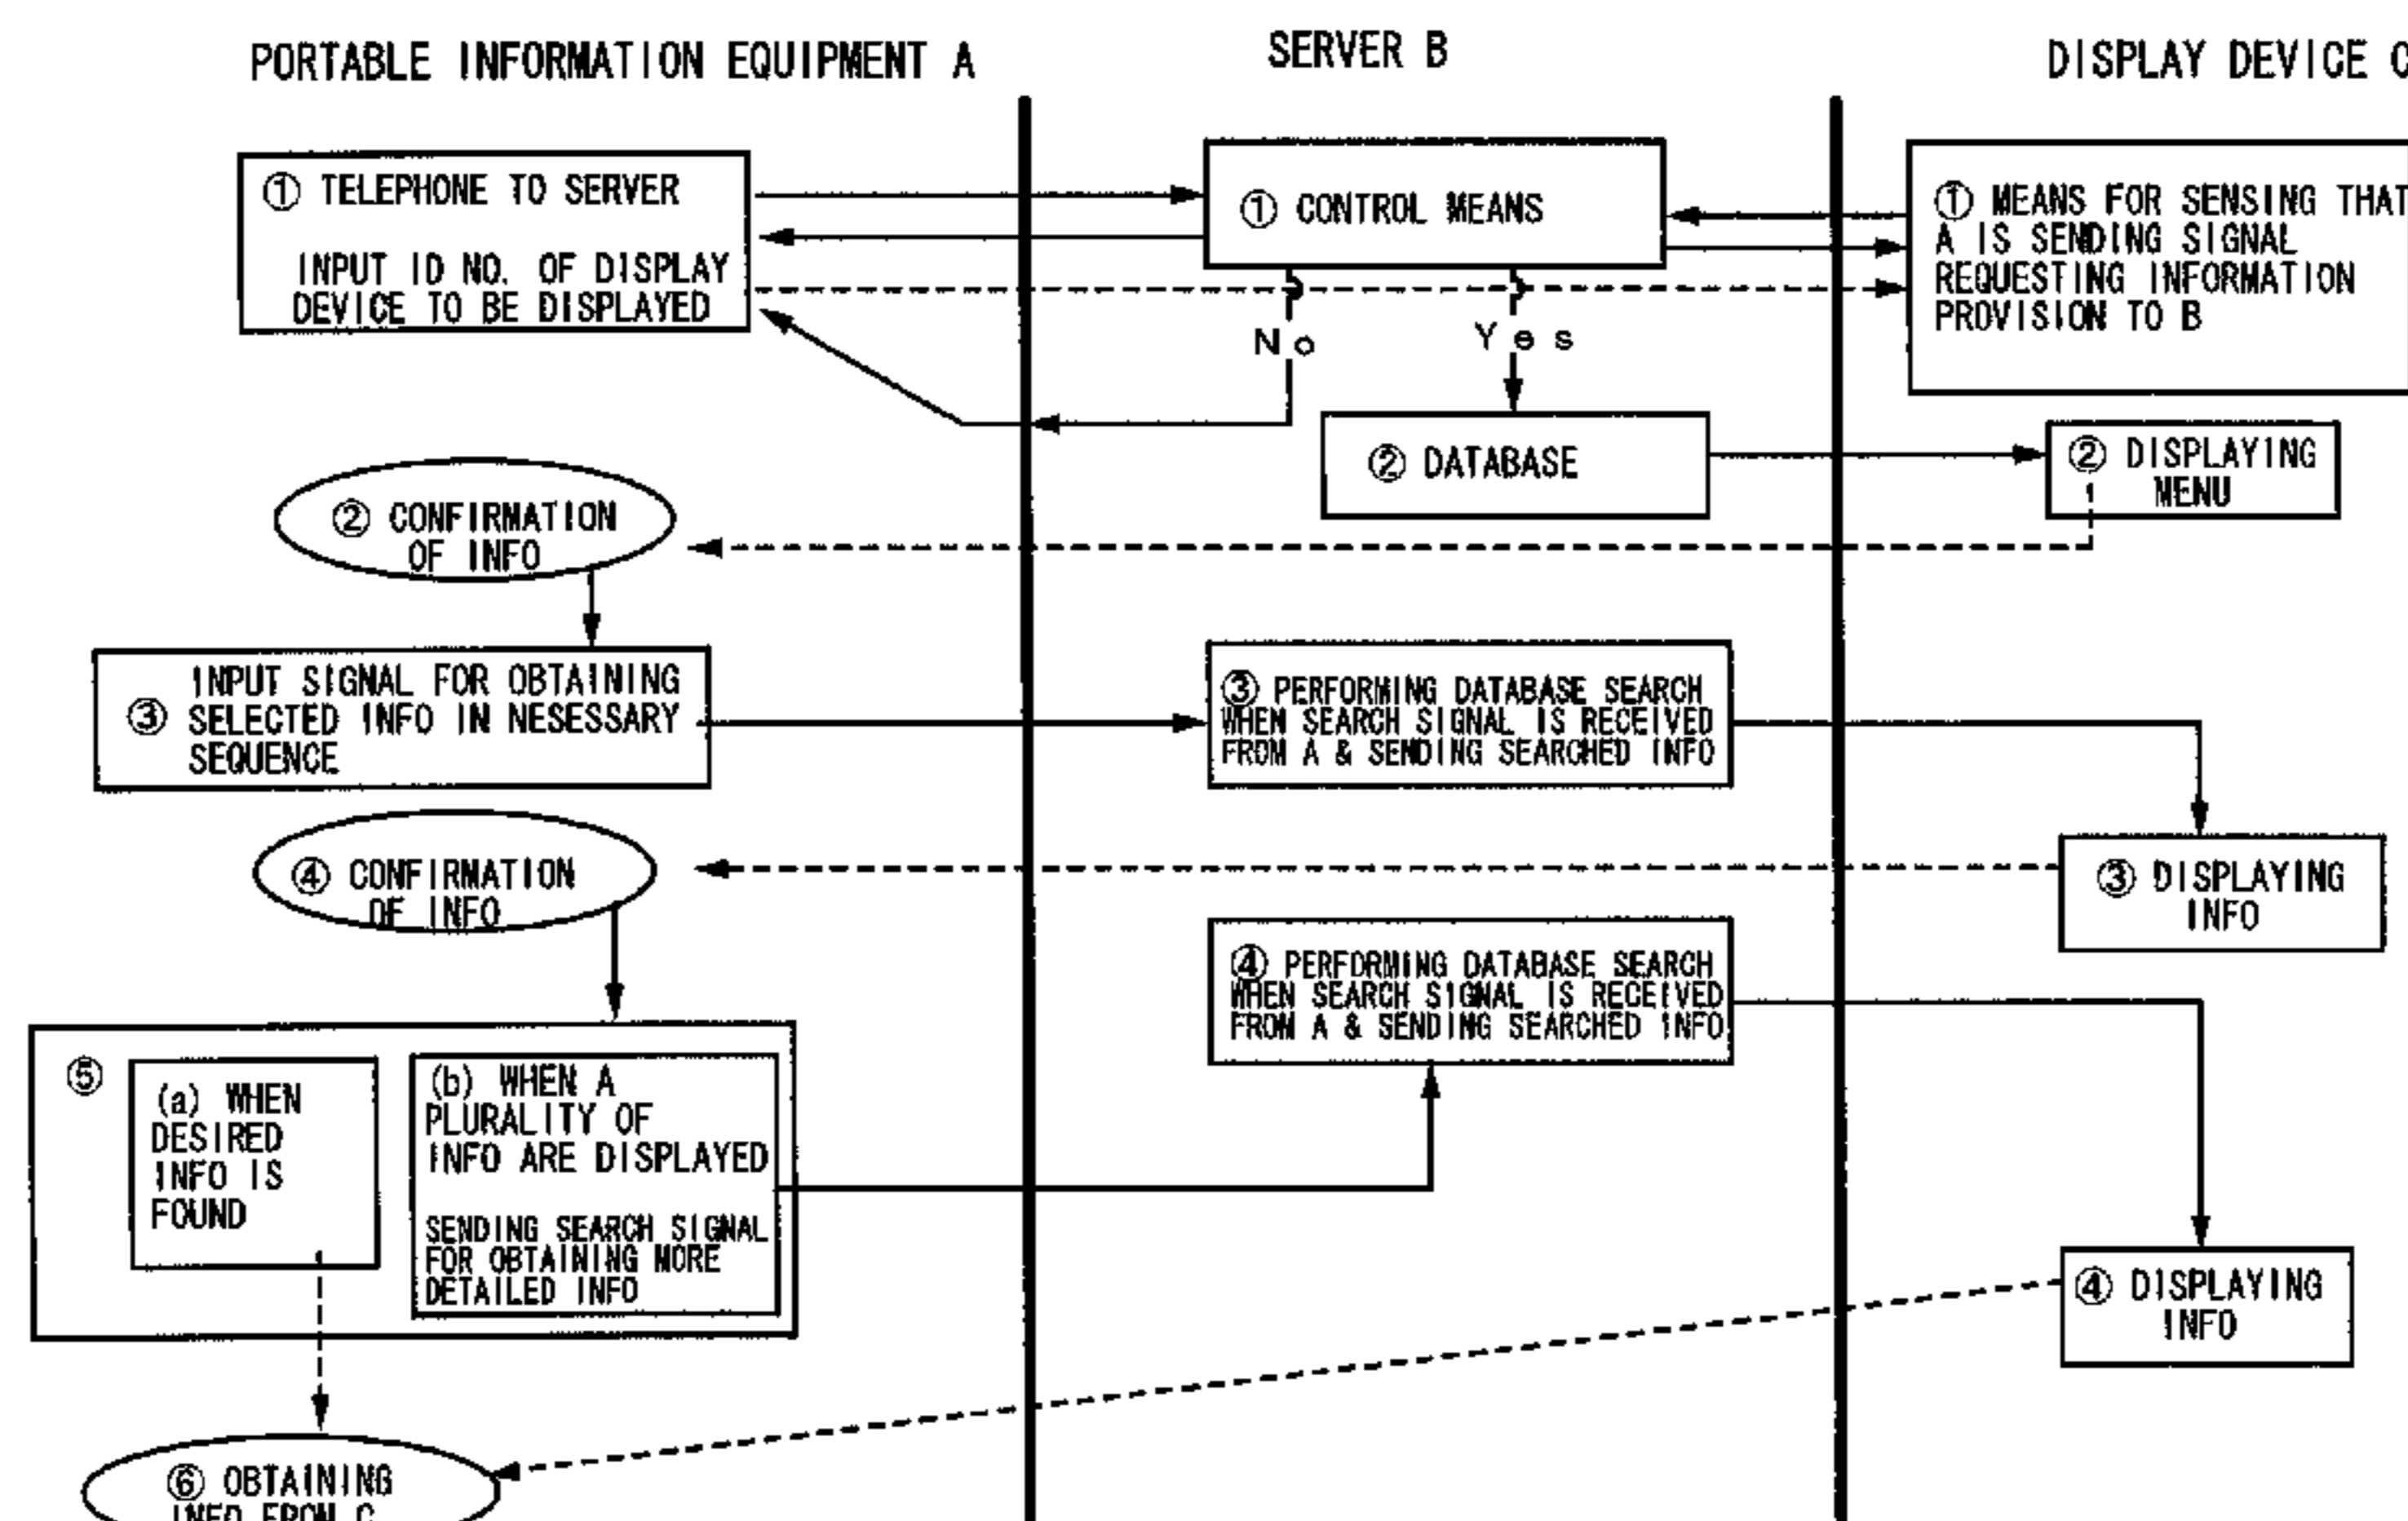 PORTABLE INFORMATION EQUIPMENT A
SERVER B
DISPLAY DEVICE C
① TELEPHONE TO SERVER
INPUT ID NO. OF DISPLAY
DEVICE TO BE DISPLAYED
① CONTROL MEANS
① MEANS FOR SENSING THAT
A IS SENDING SIGNAL
REQUESTING INFORMATION
PROVISION TO B
No
Yes
② DATABASE
② DISPLAYING
MENU
② CONFIRMATION
OF INFO
③ INPUT SIGNAL FOR OBTAINING
SELECTED INFO IN NESESSARY
SEQUENCE
③ PERFORMING DATABASE SEARCH
WHEN SEARCH SIGNAL IS RECEIVED
FROM A & SENDING SEARCHED INFO
③ DISPLAYING
INFO
④ CONFIRMATION
OF INFO
④ PERFORMING DATABASE SEARCH
WHEN SEARCH SIGNAL IS RECEIVED
FROM A & SENDING SEARCHED INFO
④ DISPLAYING
INFO
⑤
(a) WHEN
DESIRED
INFO IS
FOUND
(b) WHEN A
PLURALITY OF
INFO ARE DISPLAYED
SENDING SEARCH SIGNAL
FOR OBTAINING MORE
DETAILED INFO
⑥ OBTAINING
INFO FROM C